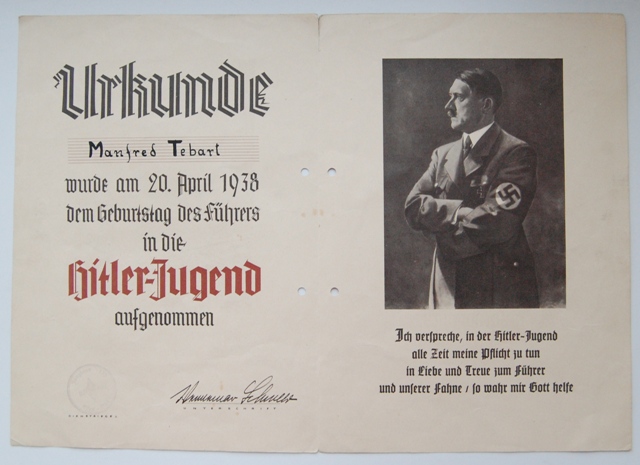 Urkunde
Manfred Tebart
wurde am 20. April 1938
dem Geburtstag des Führers
in die
Hitler-Jugend
aufgenommen
UNTERSCHRIFT
Ich verspreche, in der Hitler-Jugend
alle Zeit meine Pflicht zu tun
in Liebe und Treue zum Führer
und unserer Fahne / so wahr mir Gott helfe